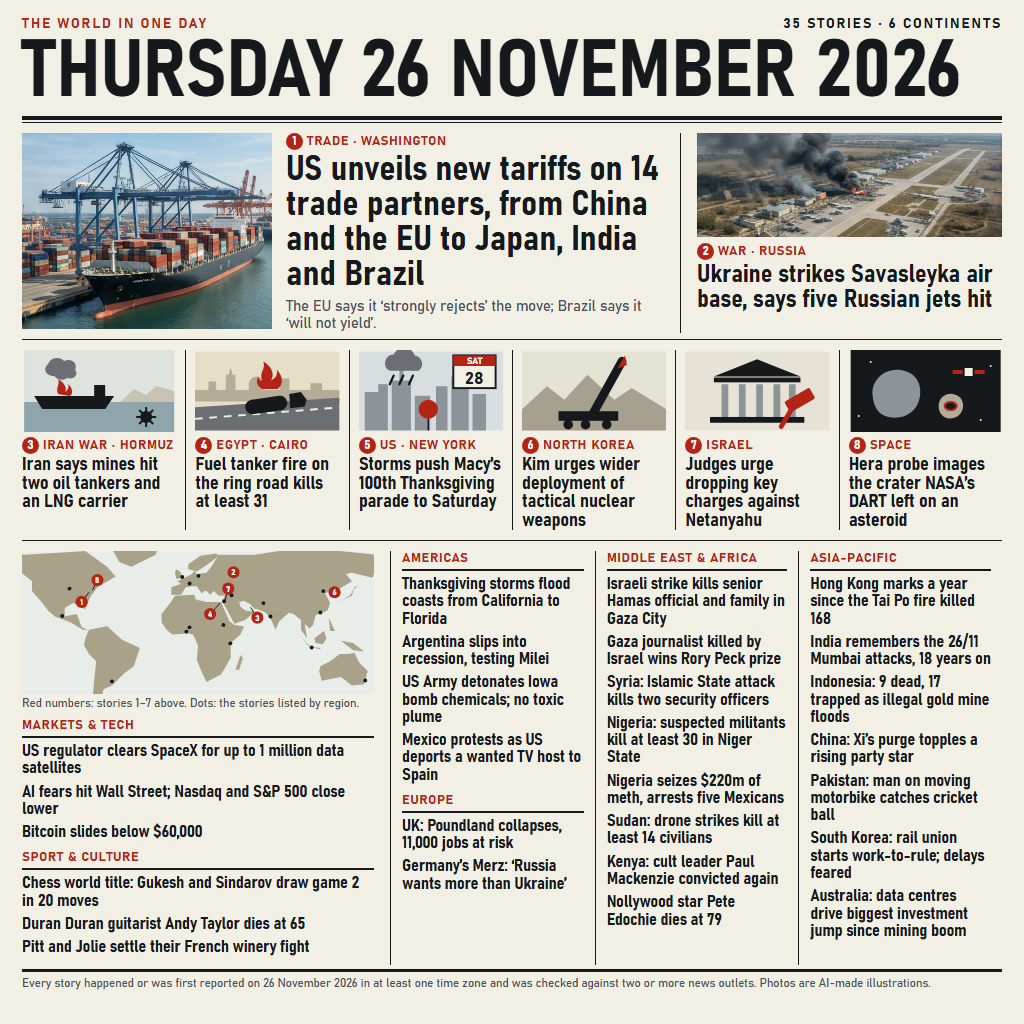 THE WORLD IN ONE DAY
35 STORIES · 6 CONTINENTS
THURSDAY 26 NOVEMBER 2026
1 TRADE · WASHINGTON
US unveils new tariffs on 14
trade partners, from China
and the EU to Japan, India
and Brazil
The EU says it ‘strongly rejects’ the move; Brazil says it
‘will not yield’.
2 WAR · RUSSIA
Ukraine strikes Savasleyka air
base, says five Russian jets hit
3 IRAN WAR · HORMUZ
Iran says mines hit
two oil tankers and
an LNG carrier
4 EGYPT · CAIRO
Fuel tanker fire on
the ring road kills
at least 31
SAT
28
5 US · NEW YORK
Storms push Macy’s
100th Thanksgiving
parade to Saturday
6 NORTH KOREA
Kim urges wider
deployment of
tactical nuclear
weapons
7 ISRAEL
Judges urge
dropping key
charges against
Netanyahu
8 SPACE
Hera probe images
the crater NASA’s
DART left on an
asteroid
5
2
7
6
1
4
3
Red numbers: stories 1–7 above. Dots: the stories listed by region.
MARKETS & TECH
US regulator clears SpaceX for up to 1 million data
satellites
AI fears hit Wall Street; Nasdaq and S&P 500 close
lower
Bitcoin slides below $60,000
SPORT & CULTURE
Chess world title: Gukesh and Sindarov draw game 2
in 20 moves
Duran Duran guitarist Andy Taylor dies at 65
Pitt and Jolie settle their French winery fight
AMERICAS
Thanksgiving storms flood
coasts from California to
Florida
Argentina slips into
recession, testing Milei
US Army detonates Iowa
bomb chemicals; no toxic
plume
Mexico protests as US
deports a wanted TV host to
Spain
EUROPE
UK: Poundland collapses,
11,000 jobs at risk
Germany’s Merz: ‘Russia
wants more than Ukraine’
MIDDLE EAST & AFRICA
Israeli strike kills senior
Hamas official and family in
Gaza City
Gaza journalist killed by
Israel wins Rory Peck prize
Syria: Islamic State attack
kills two security officers
Nigeria: suspected militants
kill at least 30 in Niger
State
Nigeria seizes $220m of
meth, arrests five Mexicans
Sudan: drone strikes kill at
least 14 civilians
Kenya: cult leader Paul
Mackenzie convicted again
Nollywood star Pete
Edochie dies at 79
ASIA-PACIFIC
Hong Kong marks a year
since the Tai Po fire killed
168
India remembers the 26/11
Mumbai attacks, 18 years on
Indonesia: 9 dead, 17
trapped as illegal gold mine
floods
China: Xi’s purge topples a
rising party star
Pakistan: man on moving
motorbike catches cricket
ball
South Korea: rail union
starts work-to-rule; delays
feared
Australia: data centres
drive biggest investment
jump since mining boom
Every story happened or was first reported on 26 November 2026 in at least one time zone and was checked against two or more news outlets. Photos are AI-made illustrations.